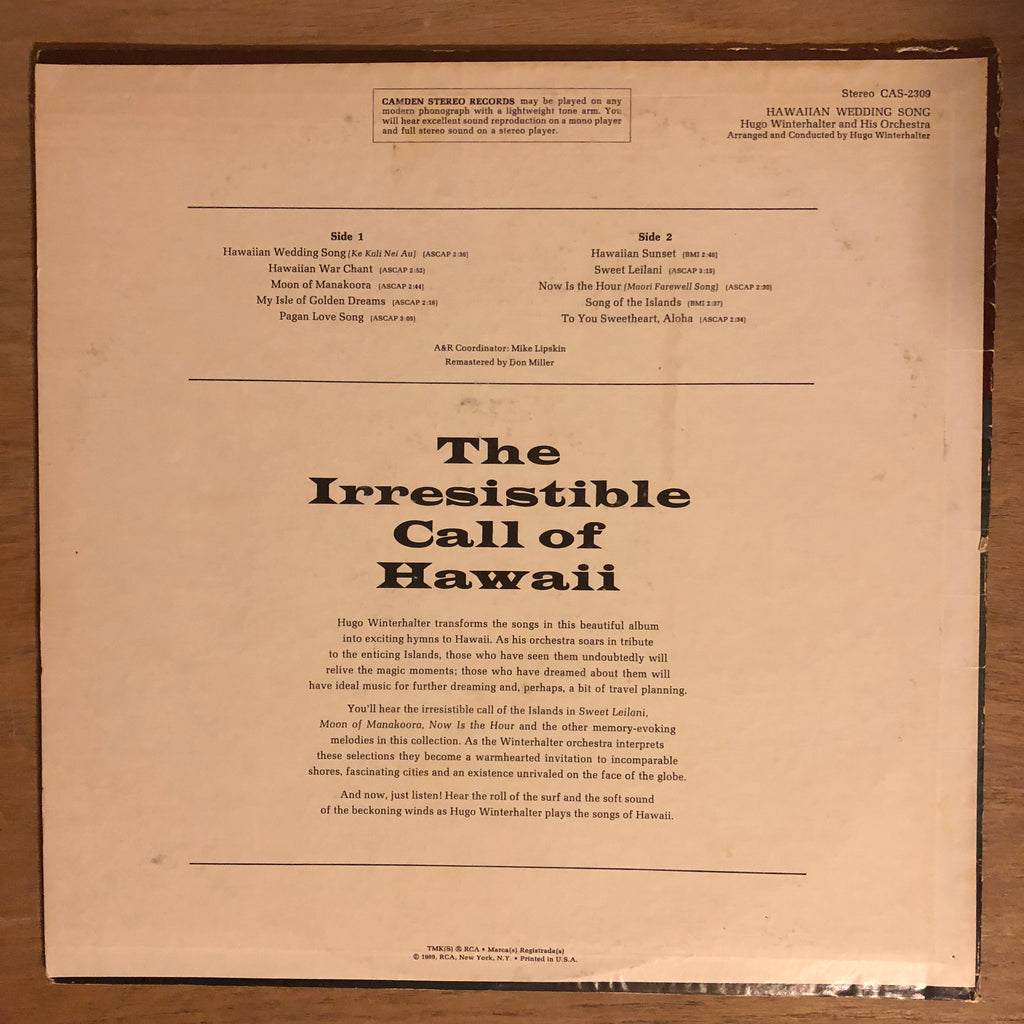 CAMDEN STEREO RECORDS may be played on any
modern phonograph with a lightweight tone arm. You
will hear excellent sound reproduction on a mono player
and full stereo sound on a stereo player.
Stereo CAS-2309
HAWAIIAN WEDDING SONG
Hugo Winterhalter and His Orchestra
Arranged and Conducted by Hugo Winterhalter
Side 1
Hawaiian Wedding Song (Ke Kali Nei Au) (ASCAP 2:36)
Hawaiian War Chant (ASCAP 2:52)
Moon of Manakoora (ASCAP 2:44)
My Isle of Golden Dreams (ASCAP 2:16)
Pagan Love Song (ASCAP 3:05)
Side 2
Hawaiian Sunset (BMI 2:46)
Sweet Leilani (ASCAP 3:15)
Now Is the Hour (Maori Farewell Song) (ASCAP 2:30)
Song of the Islands (BMI 2:37)
To You Sweetheart, Aloha (ASCAP 2:34)
A&R Coordinator: Mike Lipskin
Remastered by Don Miller
The
Irresistible
Call of
Hawaii
Hugo Winterhalter transforms the songs in this beautiful album
into exciting hymns to Hawaii. As his orchestra soars in tribute
to the enticing Islands, those who have seen them undoubtedly will
relive the magic moments; those who have dreamed about them will
have ideal music for further dreaming and, perhaps, a bit of travel planning.
You'll hear the irresistible call of the Islands in Sweet Leilani,
Moon of Manakoora, Now Is the Hour and the other memory-evoking
melodies in this collection. As the Winterhalter orchestra interprets
these selections they become a warmhearted invitation to incomparable
shores, fascinating cities and an existence unrivaled on the face of the globe.
And now, just listen! Hear the roll of the surf and the soft sound
of the beckoning winds as Hugo Winterhalter plays the songs of Hawaii.
TMK(S) ® RCA • Marca(s) Registrada(s)
© 1969, RCA, New York, N.Y. • Printed in U.S.A.